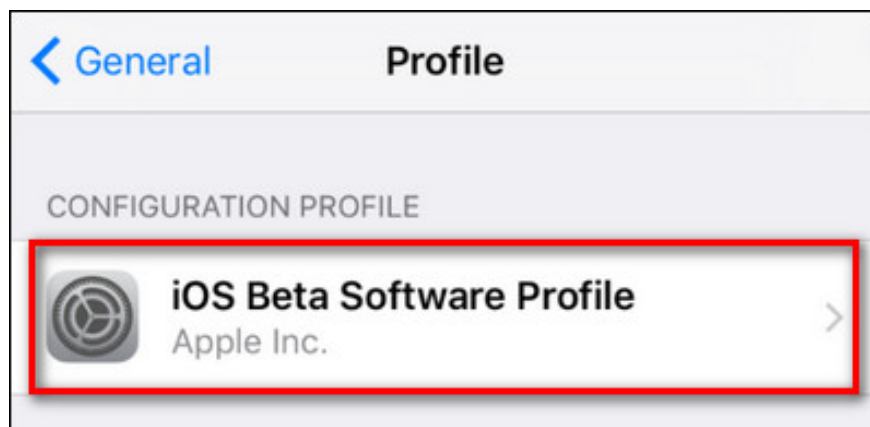 General
Profile
CONFIGURATION PROFILE
iOS Beta Software Profile
Apple Inc.